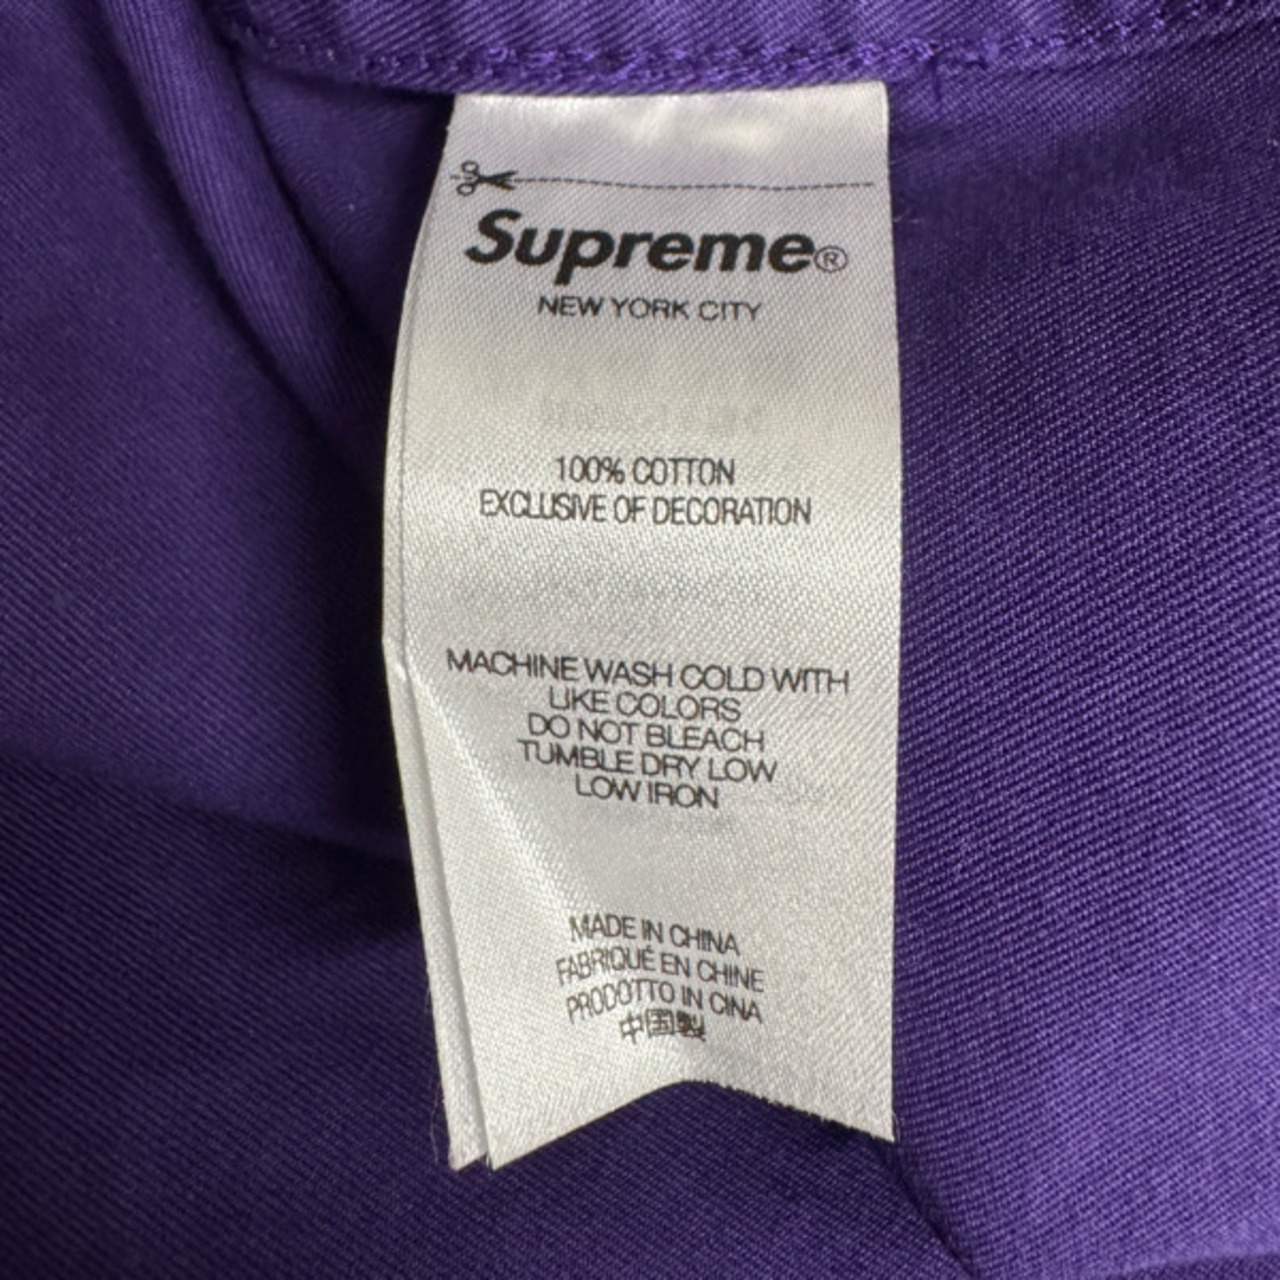 Supreme®
NEW YORK CITY
100% COTTON
EXCLUSIVE OF DECORATION
MACHINE WASH COLD WITH
LIKE COLORS
DO NOT BLEACH
TUMBLE DRY LOW
LOW IRON
MADE IN CHINA
FABRIQUÉ EN CHINE
PRODOTTO IN CINA
中国製